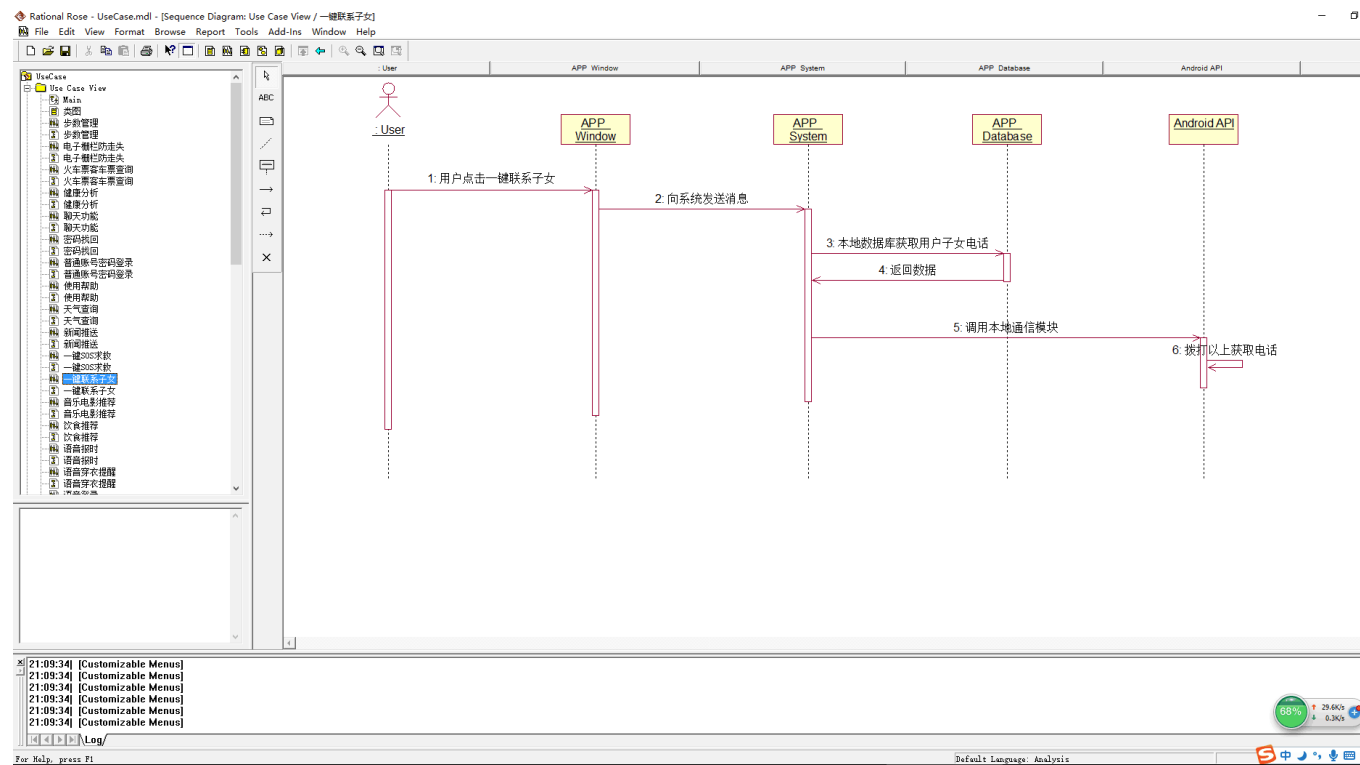 Rational Rose - UseCase.mdl - [Sequence Diagram: Use Case View / 一键联系子女]
File Edit View Format Browse Report Tools Add-Ins Window Help
: User APP Window APP System APP Database Android API
UseCase
Use Case View
Main
类图
步数管理
步数管理
电子栅栏防走失
电子栅栏防走失
火车票客车票查询
火车票客车票查询
健康分析
健康分析
聊天功能
聊天功能
密码找回
密码找回
普通账号密码登录
普通账号密码登录
使用帮助
使用帮助
天气查询
天气查询
新闻推送
新闻推送
一键SOS求救
一键SOS求救
一键联系子女
一键联系子女
音乐电影推荐
音乐电影推荐
饮食推荐
饮食推荐
语音报时
语音报时
语音穿衣提醒
语音穿衣提醒
ABC
: User
APP
Window
APP
System
APP
Database
Android API
1: 用户点击一键联系子女
2: 向系统发送消息
3: 本地数据库获取用户子女电话
4: 返回数据
5: 调用本地通信模块
6: 拨打以上获取电话
21:09:34| [Customizable Menus]
21:09:34| [Customizable Menus]
21:09:34| [Customizable Menus]
21:09:34| [Customizable Menus]
21:09:34| [Customizable Menus]
21:09:34| [Customizable Menus]
Log
68%
29.6K/s
0.3K/s
For Help, press F1
Default Language: Analysis
中